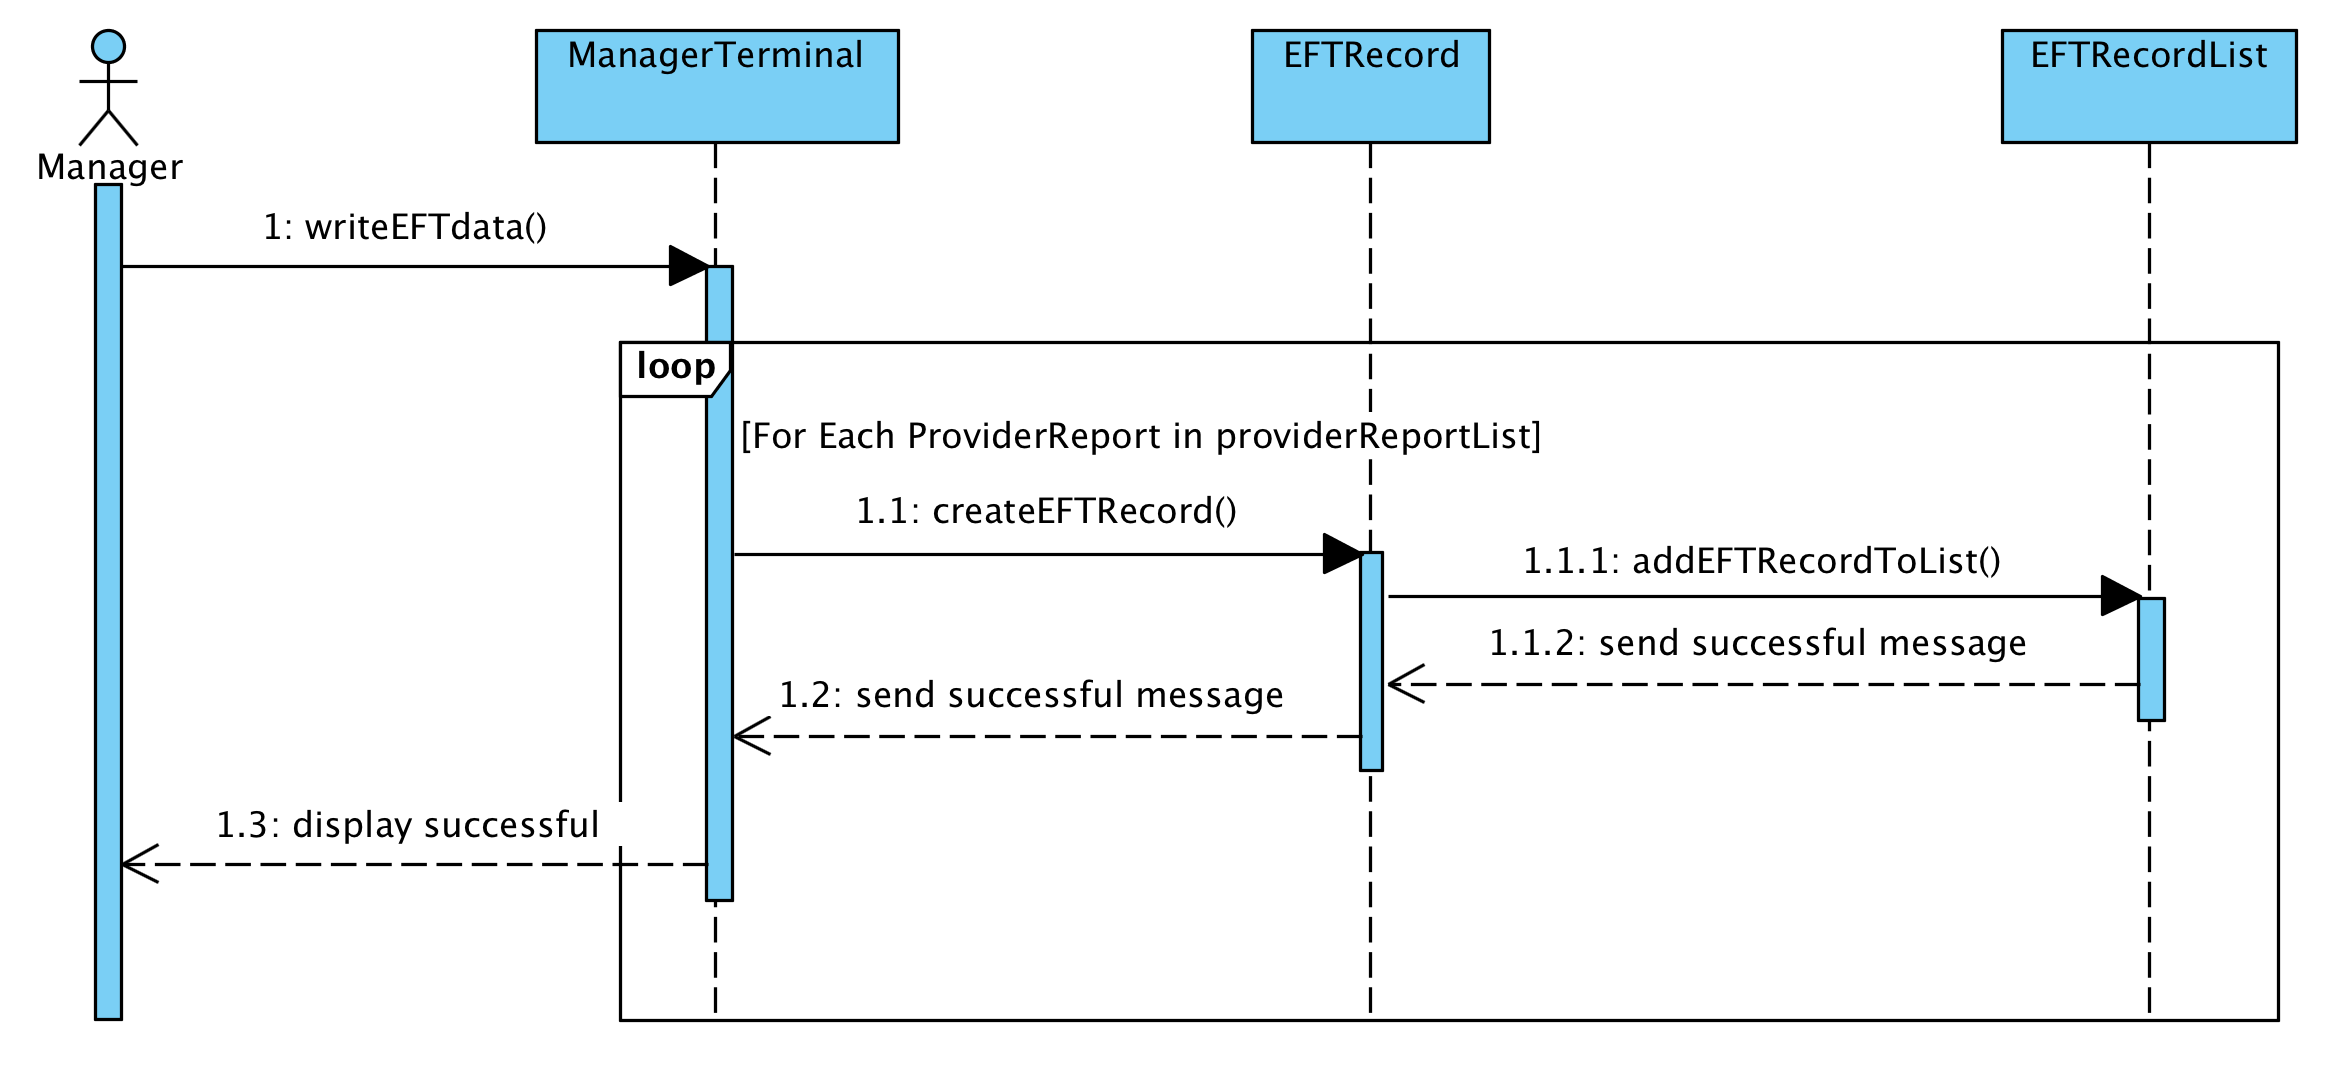 ManagerTerminal
EFTRecord
EFTRecordList
Manager
1: writeEFTdata()
loop
[For Each ProviderReport in providerReportList]
1.1: createEFTRecord()
1.1.1: addEFTRecordToList()
1.1.2: send successful message
1.2: send successful message
1.3: display successful